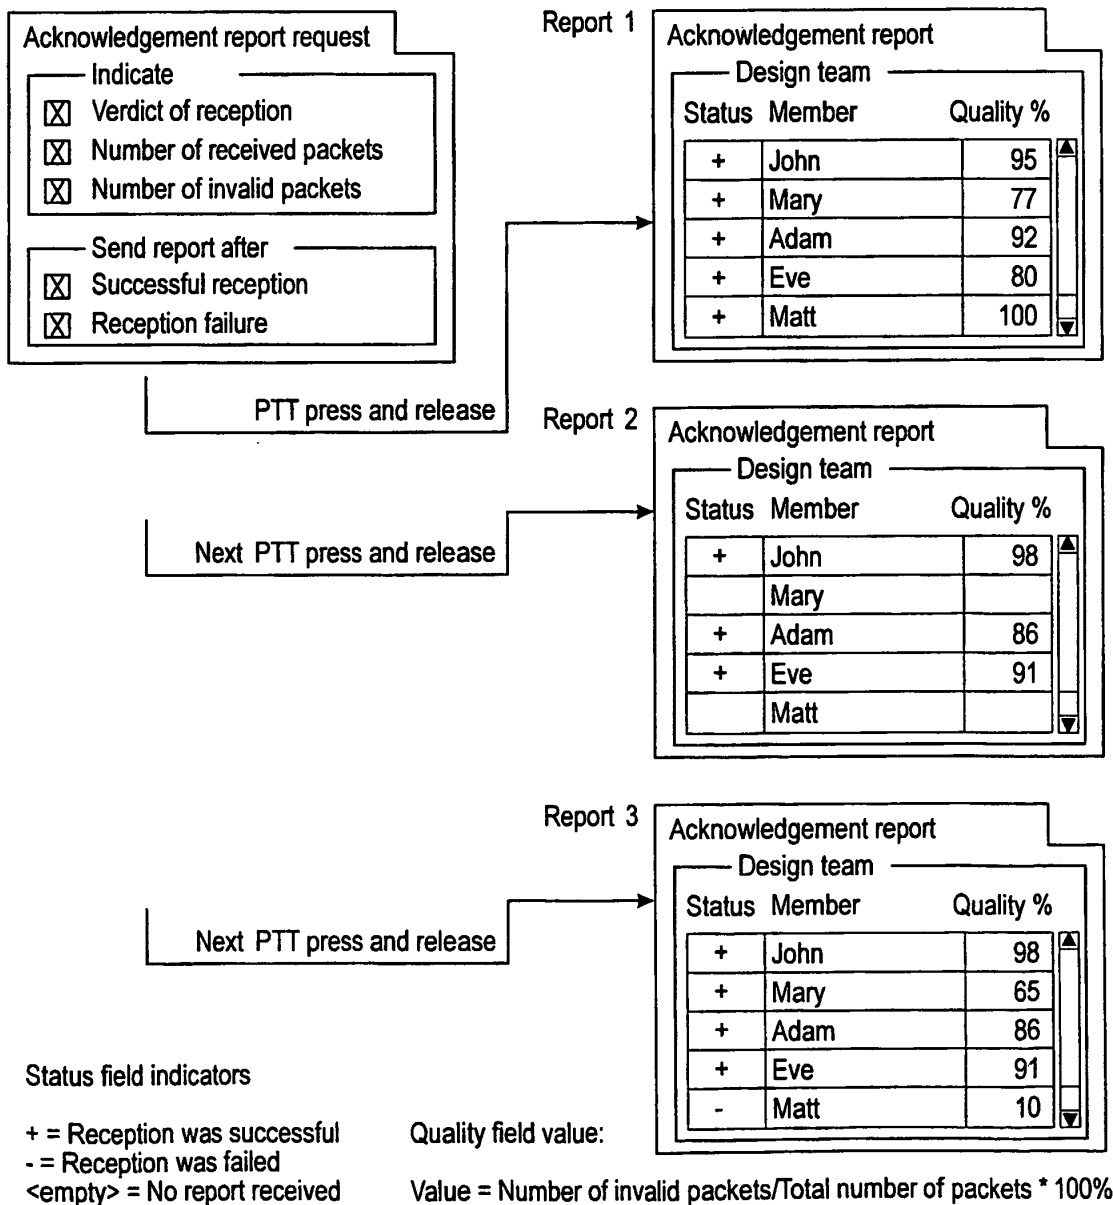 Acknowledgement report request
Indicate
☒ Verdict of reception
☒ Number of received packets
☒ Number of invalid packets
Send report after
☒ Successful reception
☒ Reception failure
PTT press and release
Report 1
Acknowledgement report
Design team
Status Member Quality %
+ John 95
+ Mary 77
+ Adam 92
+ Eve 80
+ Matt 100
Next PTT press and release
Report 2
Acknowledgement report
Design team
Status Member Quality %
+ John 98
Mary
+ Adam 86
+ Eve 91
Matt
Next PTT press and release
Report 3
Acknowledgement report
Design team
Status Member Quality %
+ John 98
+ Mary 65
+ Adam 86
+ Eve 91
- Matt 10
Status field indicators
+ = Reception was successful
- = Reception was failed
<empty> = No report received
Quality field value:
Value = Number of invalid packets/Total number of packets * 100%